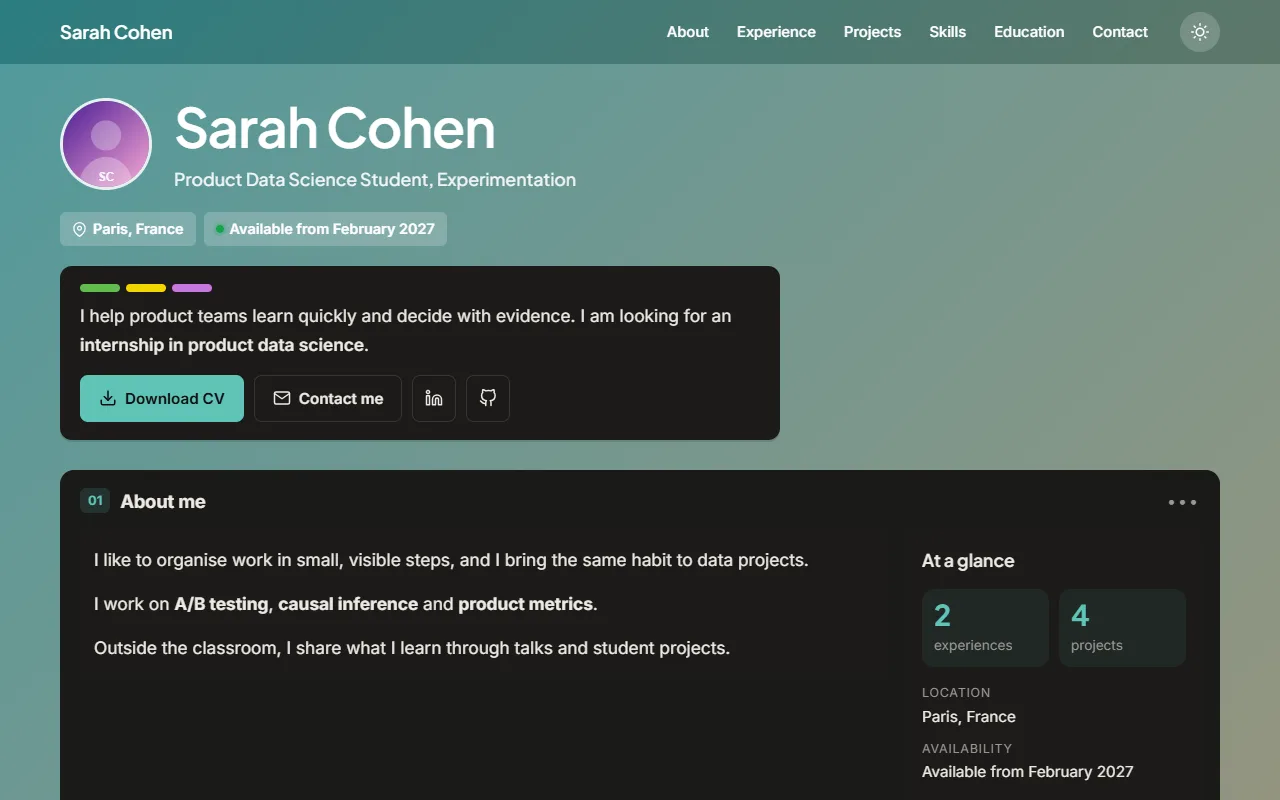 Sarah Cohen
About Experience Projects Skills Education Contact
Sarah Cohen
Product Data Science Student, Experimentation
SC
Paris, France
Available from February 2027
I help product teams learn quickly and decide with evidence. I am looking for an
internship in product data science.
Download CV
Contact me
01 About me
I like to organise work in small, visible steps, and I bring the same habit to data projects.
I work on A/B testing, causal inference and product metrics.
Outside the classroom, I share what I learn through talks and student projects.
At a glance
2
experiences
4
projects
LOCATION
Paris, France
AVAILABILITY
Available from February 2027